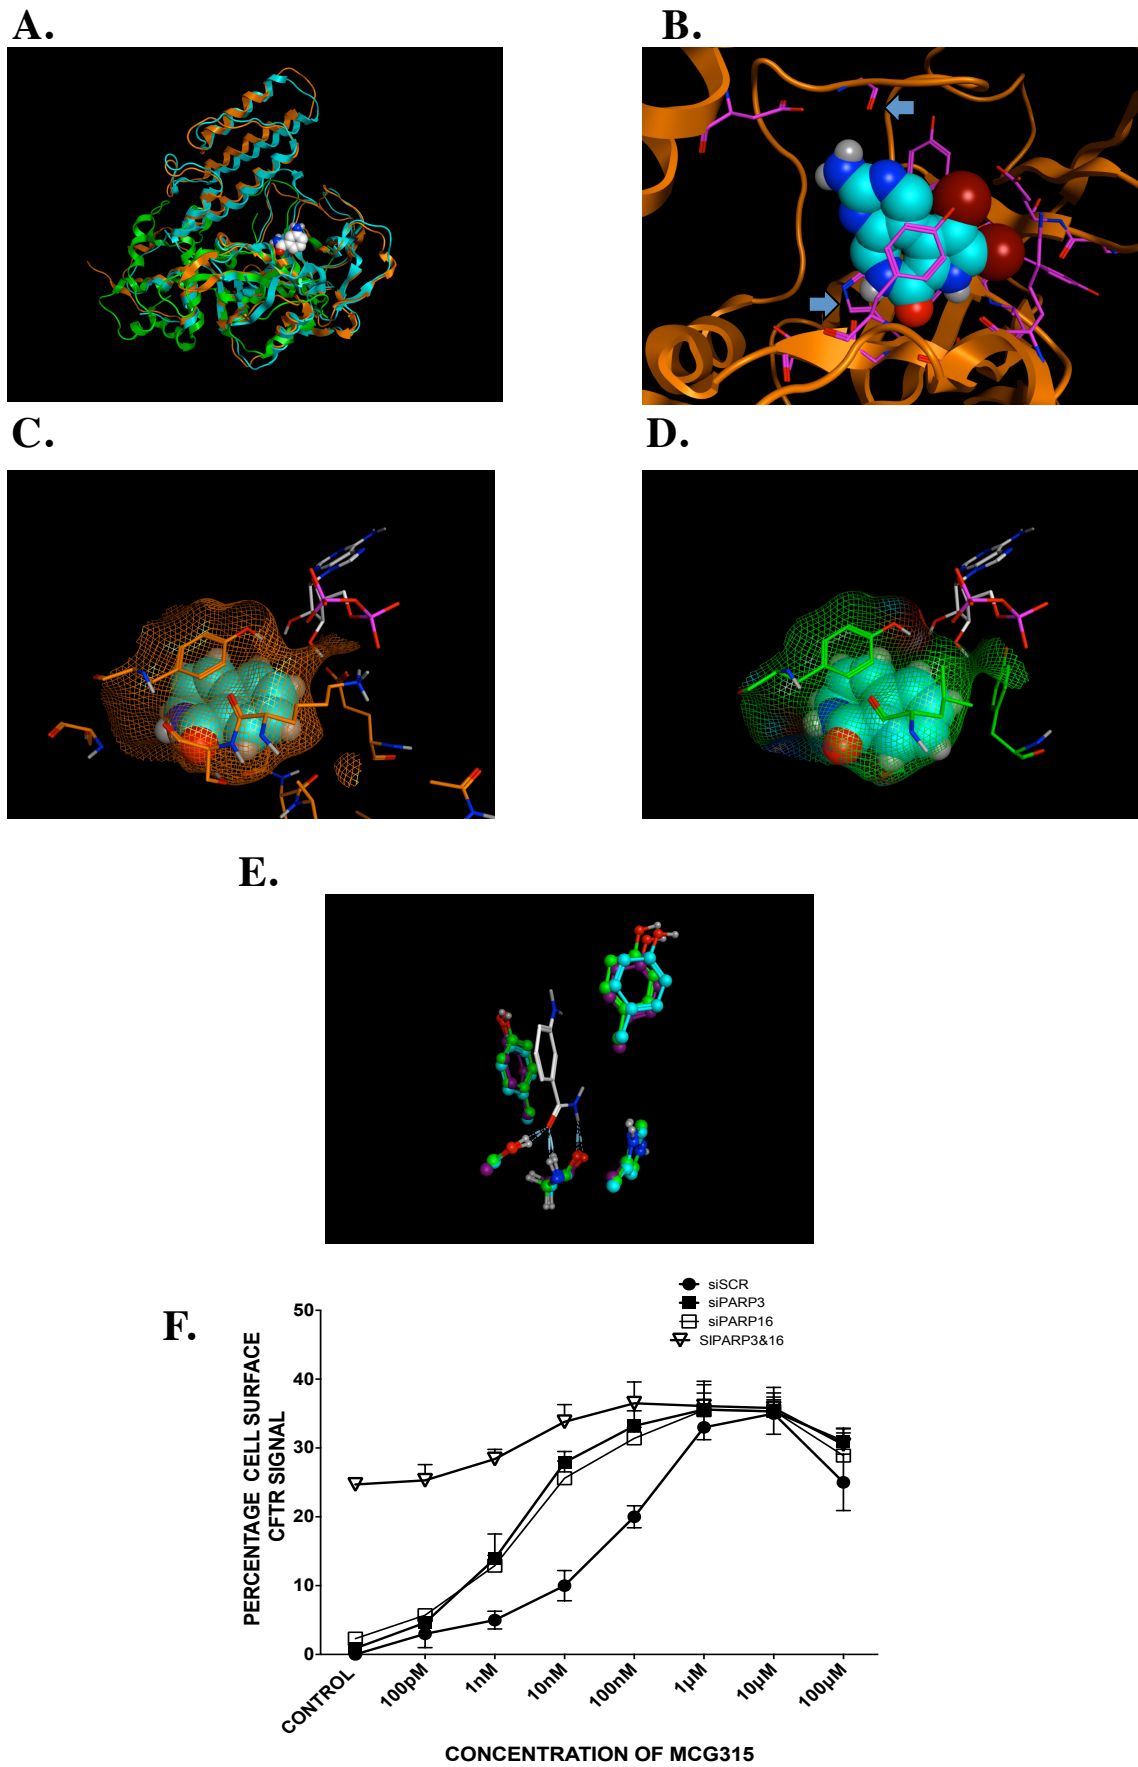 A.
B.
C.
D.
E.
F.
siSCR
siPARP3
siPARP16
SIPARP3&16
PERCENTAGE CELL SURFACE
CFTR SIGNAL
50
40
30
20
10
0
CONTROL
100pM
1nM
10nM
100nM
1µM
10µM
100µM
CONCENTRATION OF MCG315